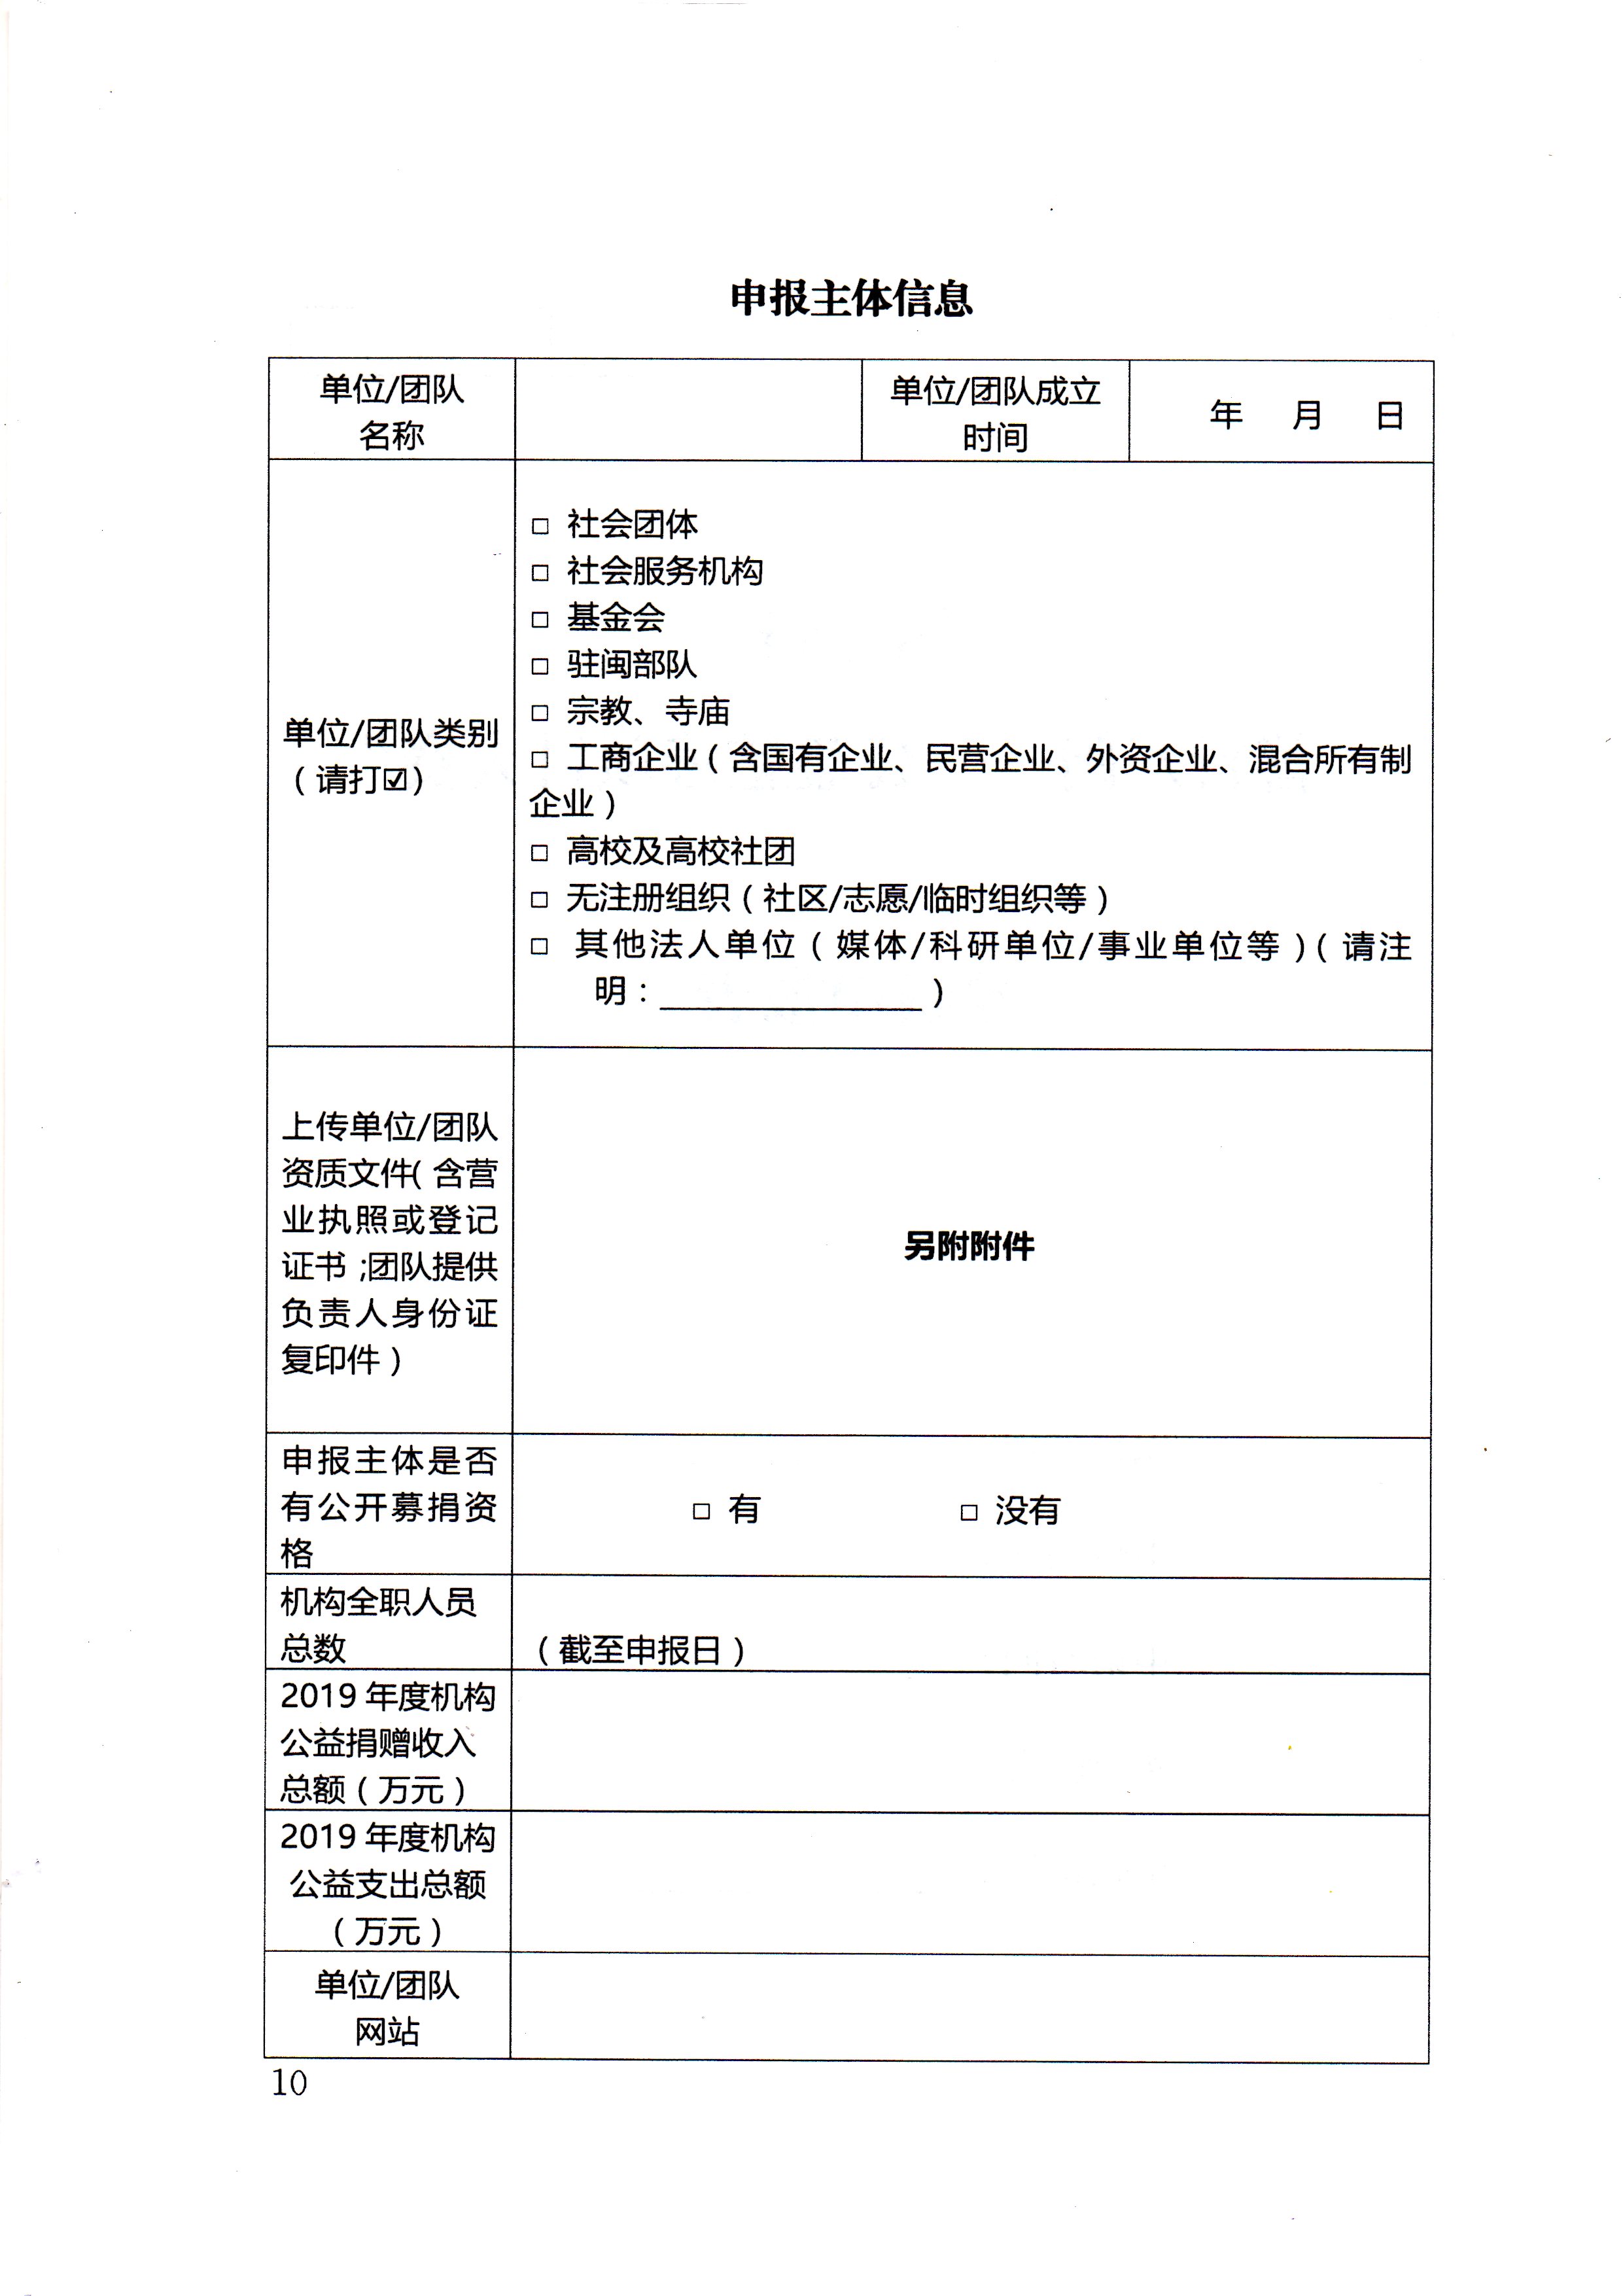 申报主体信息
单位/团队
名称
单位/团队成立
时间
年 月 日
单位/团队类别
（请打☑）
□ 社会团体
□ 社会服务机构
□ 基金会
□ 驻闽部队
□ 宗教、寺庙
□ 工商企业（含国有企业、民营企业、外资企业、混合所有制
企业）
□ 高校及高校社团
□ 无注册组织（社区/志愿/临时组织等）
□ 其他法人单位（媒体/科研单位/事业单位等）（请注
明：________________）
上传单位/团队
资质文件（含营
业执照或登记
证书；团队提供
负责人身份证
复印件）
另附附件
申报主体是否
有公开募捐资
格
□ 有 □ 没有
机构全职人员
总数
（截至申报日）
2019 年度机构
公益捐赠收入
总额（万元）
2019 年度机构
公益支出总额
（万元）
单位/团队
网站
10